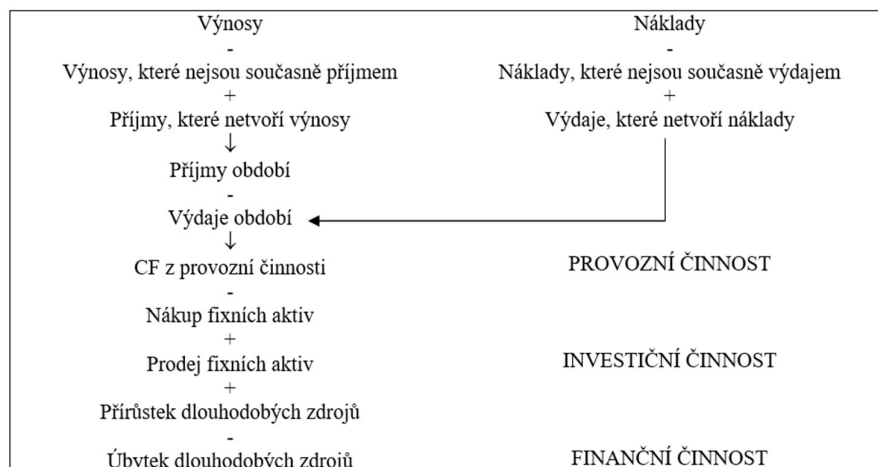 Výnosy Náklady
- -
Výnosy, které nejsou současně příjmem Náklady, které nejsou současně výdajem
+ +
Příjmy, které netvoří výnosy Výdaje, které netvoří náklady
↓
Příjmy období
-
Výdaje období
↓
CF z provozní činnosti PROVOZNÍ ČINNOST
-
Nákup fixních aktiv
+
Prodej fixních aktiv INVESTIČNÍ ČINNOST
+
Přírůstek dlouhodobých zdrojů
-
Úbytek dlouhodobých zdrojů FINANČNÍ ČINNOST